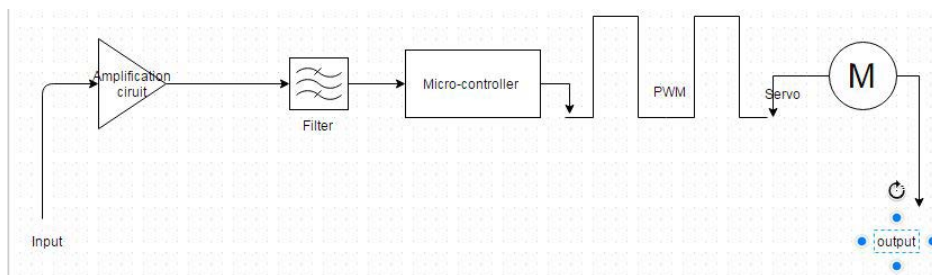 Amplification
ciruit
Filter
Micro-controller
PWM
Servo
M
Input
output